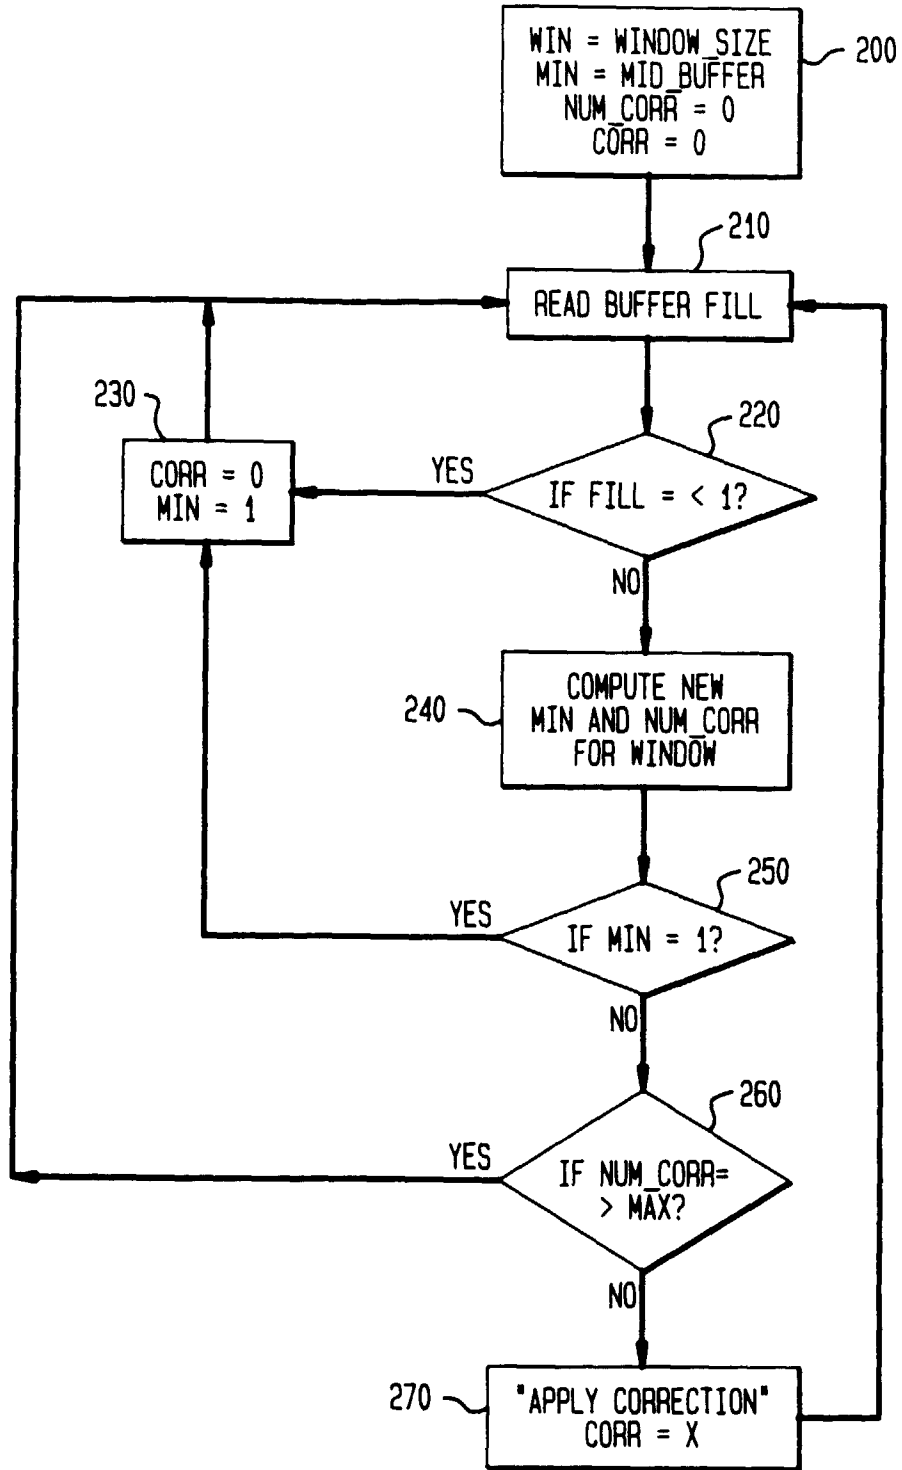 WIN = WINDOW_SIZE
MIN = MID_BUFFER
NUM_CORR = 0
CORR = 0
200
210
READ BUFFER FILL
230
220
CORR = 0
MIN = 1
YES
IF FILL = < 1?
NO
240
COMPUTE NEW
MIN AND NUM_CORR
FOR WINDOW
250
YES
IF MIN = 1?
NO
260
YES
IF NUM_CORR=
> MAX?
NO
270
"APPLY CORRECTION"
CORR = X